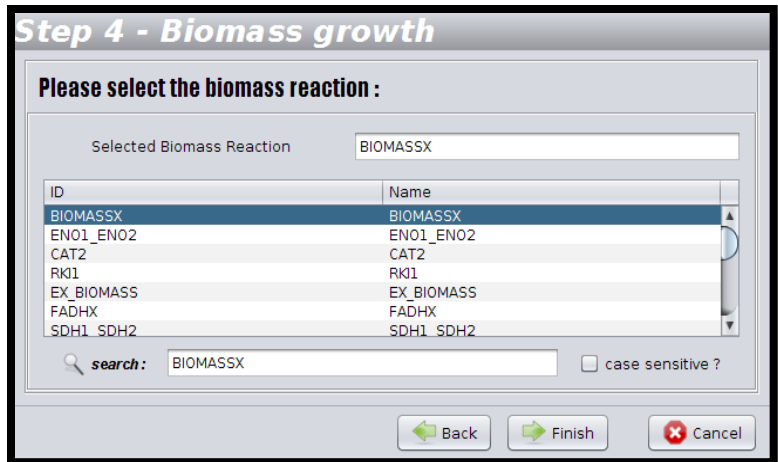 Step 4 - Biomass growth
Please select the biomass reaction :
Selected Biomass Reaction BIOMASSX
ID Name
BIOMASSX BIOMASSX
ENO1_ENO2 ENO1_ENO2
CAT2 CAT2
RKI1 RKI1
EX_BIOMASS EX_BIOMASS
FADHX FADHX
SDH1_SDH2 SDH1_SDH2
search: BIOMASSX case sensitive ?
Back Finish Cancel